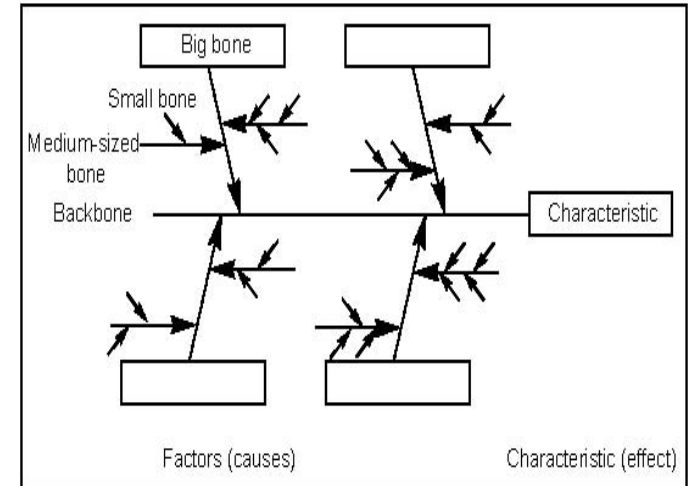 Big bone
Small bone
Medium-sized
bone
Backbone
Characteristic
Factors (causes)
Characteristic (effect)